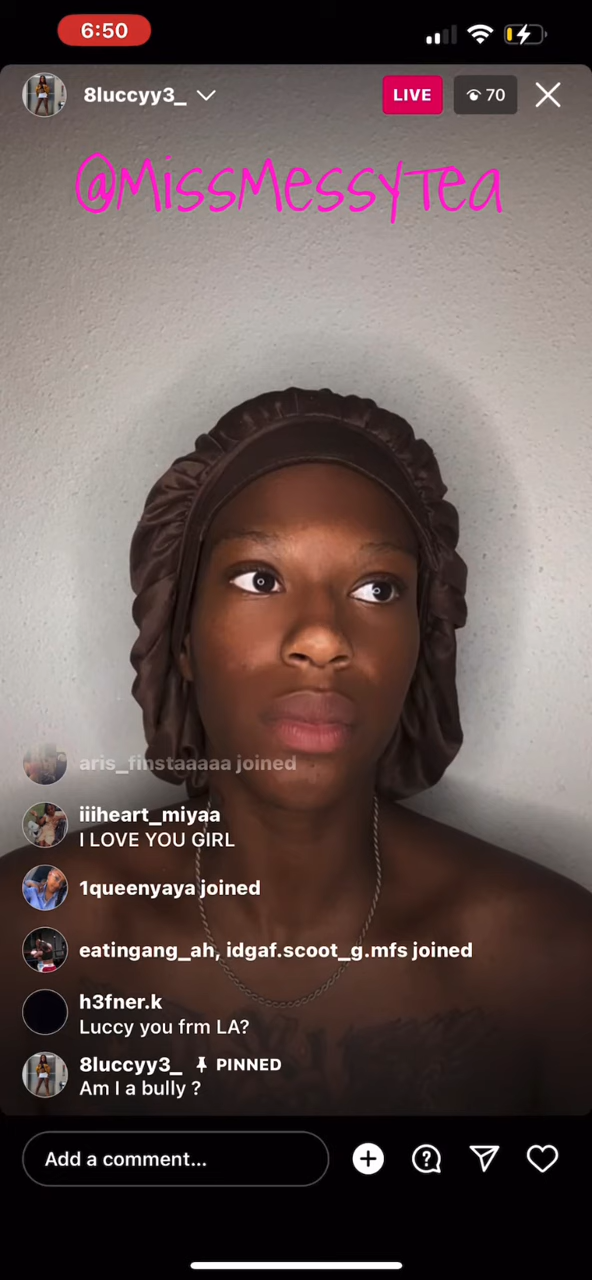 6:50
8luccyy3_
LIVE
70
@MissMessyTea
aris_finstaaaaa joined
iiiheart_miyaa
I LOVE YOU GIRL
1queenyaya joined
eatingang_ah, idgaf.scoot_g.mfs joined
h3fner.k
Luccy you frm LA?
8luccyy3_ PINNED
Am I a bully ?
Add a comment...